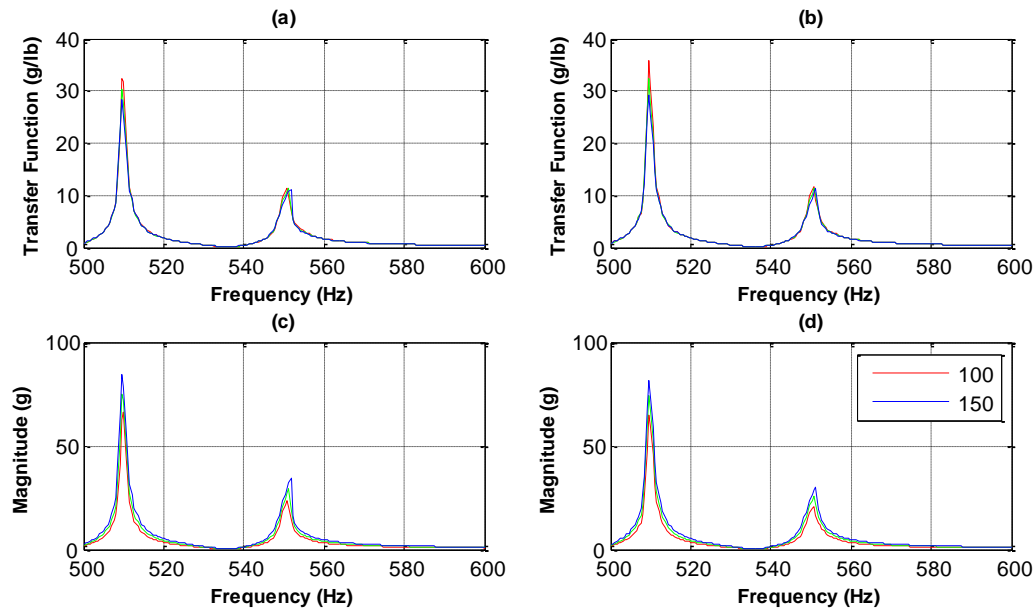 (a)
Transfer Function (g/lb)
40
30
20
10
0
500 520 540 560 580 600
Frequency (Hz)
(b)
Transfer Function (g/lb)
40
30
20
10
0
500 520 540 560 580 600
Frequency (Hz)
(c)
Magnitude (g)
100
50
0
500 520 540 560 580 600
Frequency (Hz)
(d)
Magnitude (g)
100
50
0
500 520 540 560 580 600
Frequency (Hz)
100
150